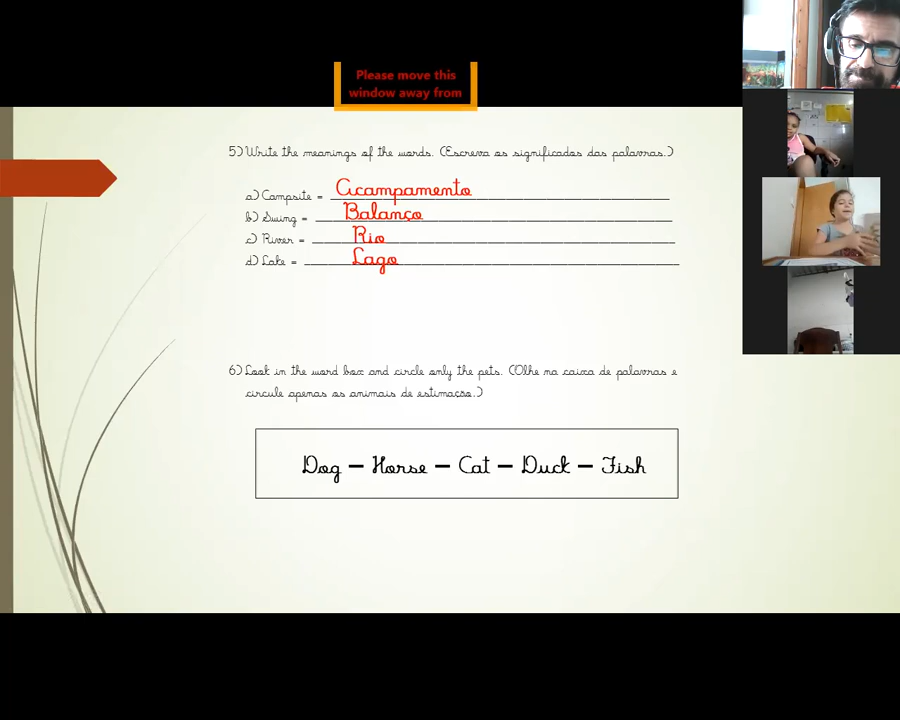 Please move this
window away from
5) Write the meanings of the words. (Escreva os significados das palavras.)
a) Campsite = Acampamento
b) Swing = Balanço
c) River = Rio
d) Lake = Lago
6) Look in the word box and circle only the pets. (Olhe na caixa de palavras e
circule apenas os animais de estimação.)
Dog – Horse – Cat – Duck – Fish